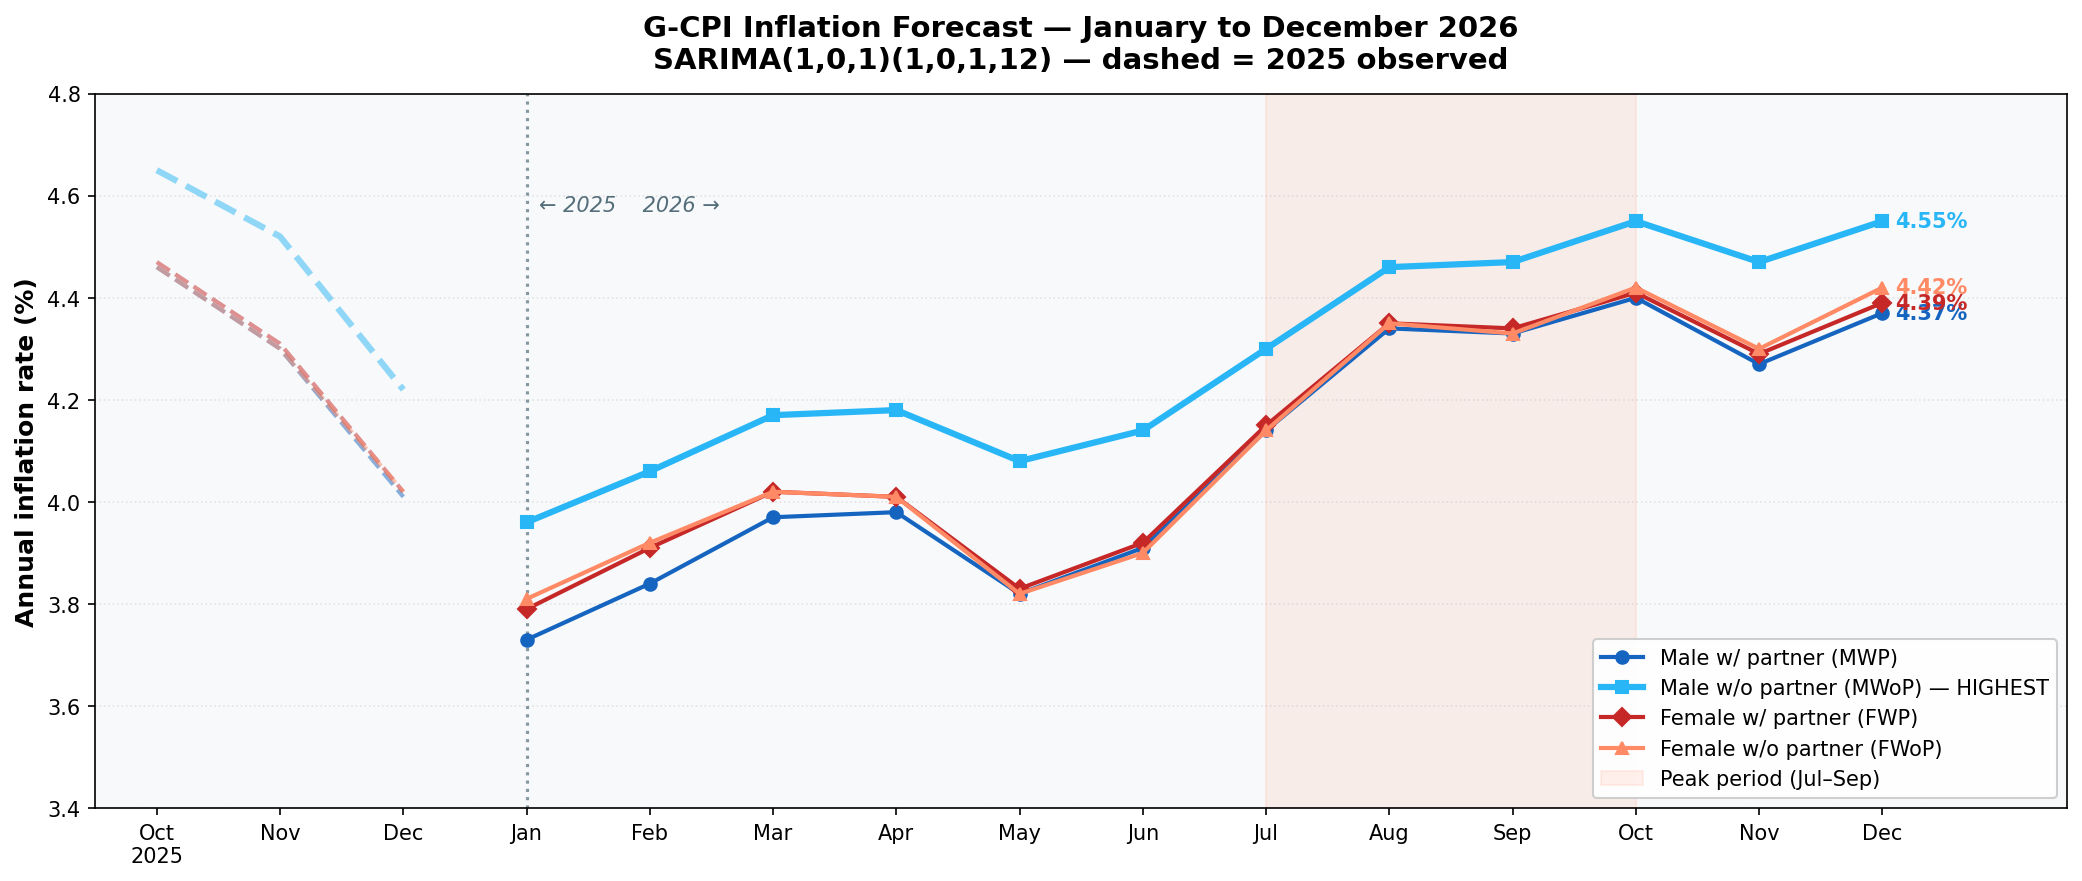 G-CPI Inflation Forecast — January to December 2026
SARIMA(1,0,1)(1,0,1,12) — dashed = 2025 observed
Annual inflation rate (%)
4.8
4.6
4.4
4.2
4.0
3.8
3.6
3.4
← 2025    2026 →
4.55%
4.42%
4.39%
4.37%
Male w/ partner (MWP)
Male w/o partner (MWoP) — HIGHEST
Female w/ partner (FWP)
Female w/o partner (FWoP)
Peak period (Jul–Sep)
Oct Nov Dec Jan Feb Mar Apr May Jun Jul Aug Sep Oct Nov Dec
2025